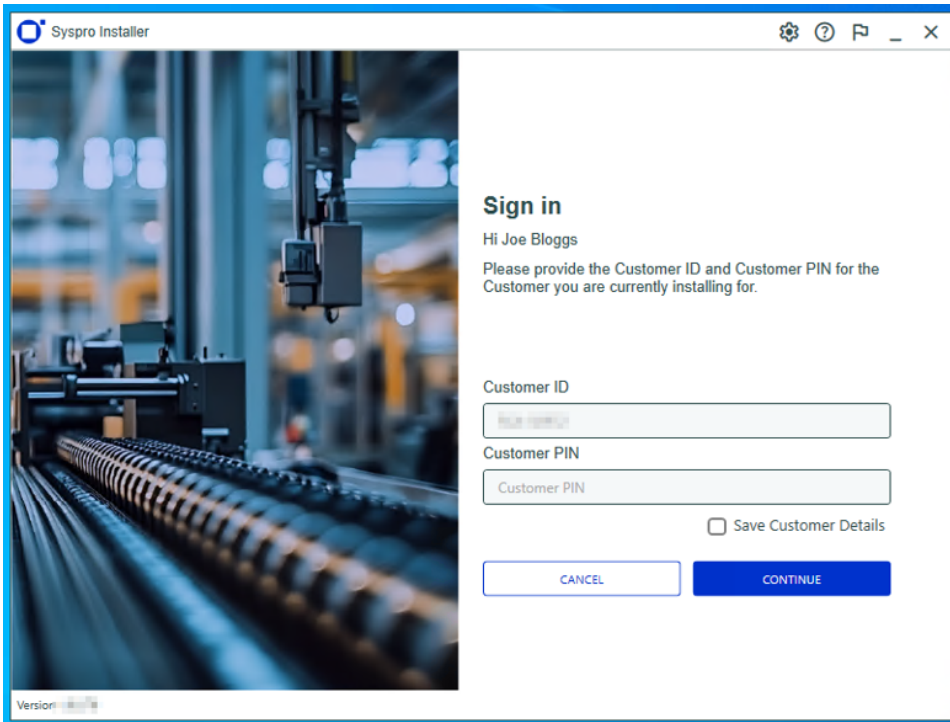 Syspro Installer
Sign in
Hi Joe Bloggs
Please provide the Customer ID and Customer PIN for the
Customer you are currently installing for.
Customer ID
Customer PIN
Customer PIN
Save Customer Details
CANCEL
CONTINUE
Version